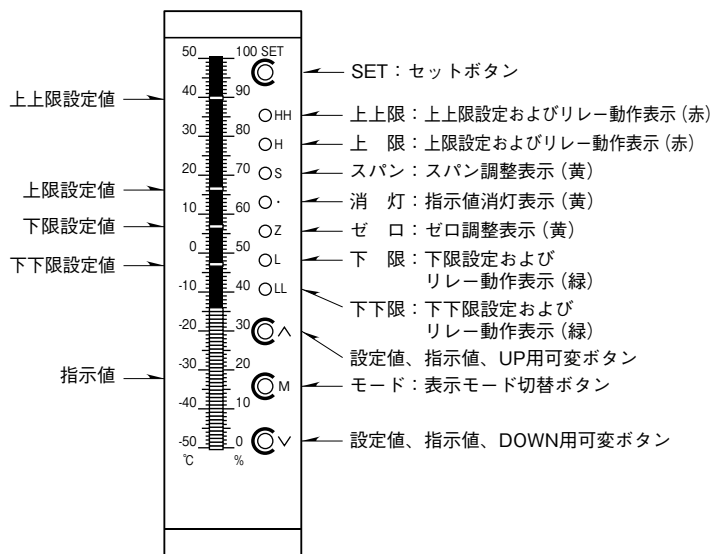 上上限設定値
上限設定値
下限設定値
下下限設定値
指示値
50 100 SET
40 90
30 80
20 70
10 60
0 50
-10 40
-20 30
-30 20
-40 10
-50 0
℃ %
HH
H
S
・
Z
L
LL
∧
M
∨
SET：セットボタン
上上限：上上限設定およびリレー動作表示（赤）
上　限：上限設定およびリレー動作表示（赤）
スパン：スパン調整表示（黄）
消　灯：指示値消灯表示（黄）
ゼ　ロ：ゼロ調整表示（黄）
下　限：下限設定および
リレー動作表示（緑）
下下限：下下限設定および
リレー動作表示（緑）
設定値、指示値、UP用可変ボタン
モード：表示モード切替ボタン
設定値、指示値、DOWN用可変ボタン